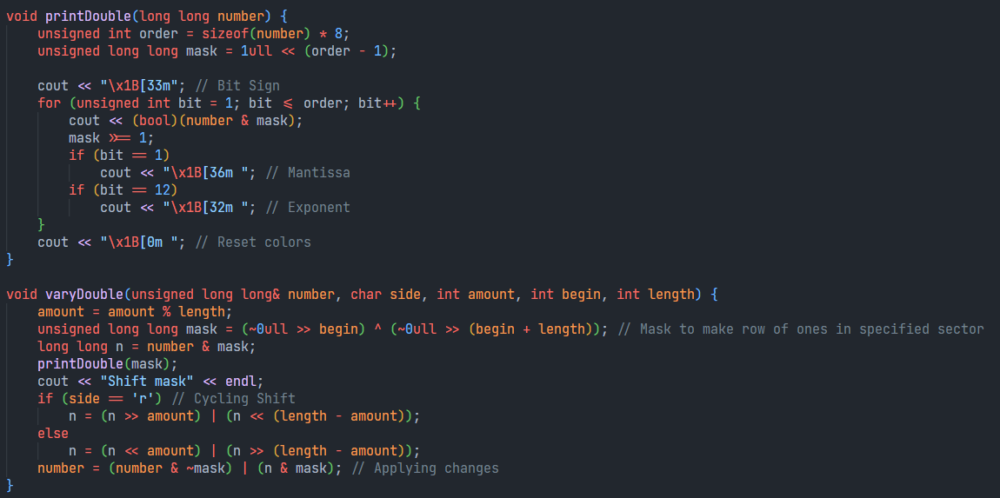 void printDouble(long long number) {
    unsigned int order = sizeof(number) * 8;
    unsigned long long mask = 1ull << (order - 1);

    cout << "\x1B[33m"; // Bit Sign
    for (unsigned int bit = 1; bit <= order; bit++) {
        cout << (bool)(number & mask);
        mask >>= 1;
        if (bit == 1)
            cout << "\x1B[36m "; // Mantissa
        if (bit == 12)
            cout << "\x1B[32m "; // Exponent
    }
    cout << "\x1B[0m "; // Reset colors
}

void varyDouble(unsigned long long& number, char side, int amount, int begin, int length) {
    amount = amount % length;
    unsigned long long mask = (~0ull >> begin) ^ (~0ull >> (begin + length)); // Mask to make row of ones in specified sector
    long long n = number & mask;
    printDouble(mask);
    cout << "Shift mask" << endl;
    if (side == 'r') // Cycling Shift
        n = (n >> amount) | (n << (length - amount));
    else
        n = (n << amount) | (n >> (length - amount));
    number = (number & ~mask) | (n & mask); // Applying changes
}